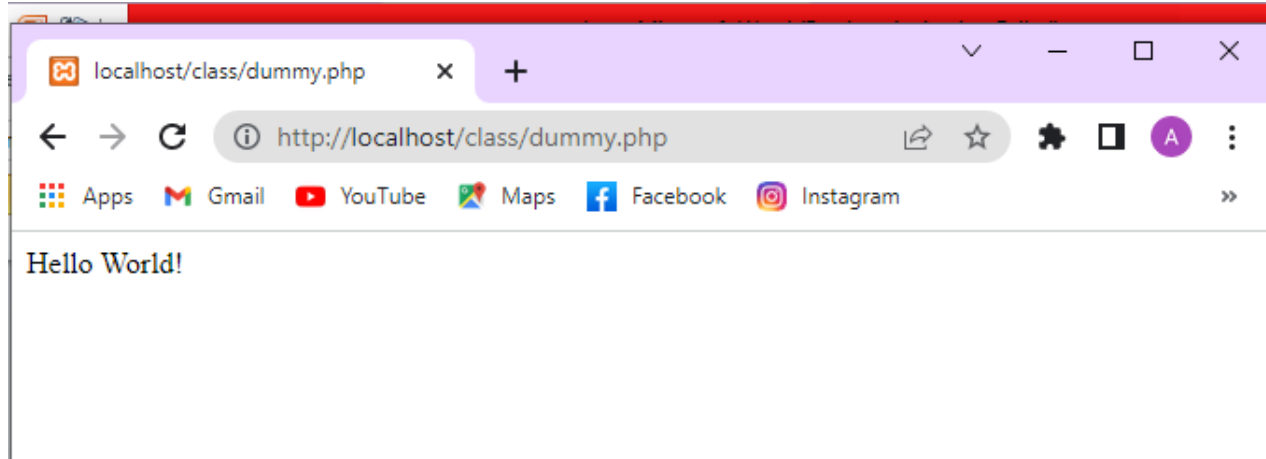 localhost/class/dummy.php
http://localhost/class/dummy.php
A
Apps Gmail YouTube Maps Facebook Instagram
Hello World!